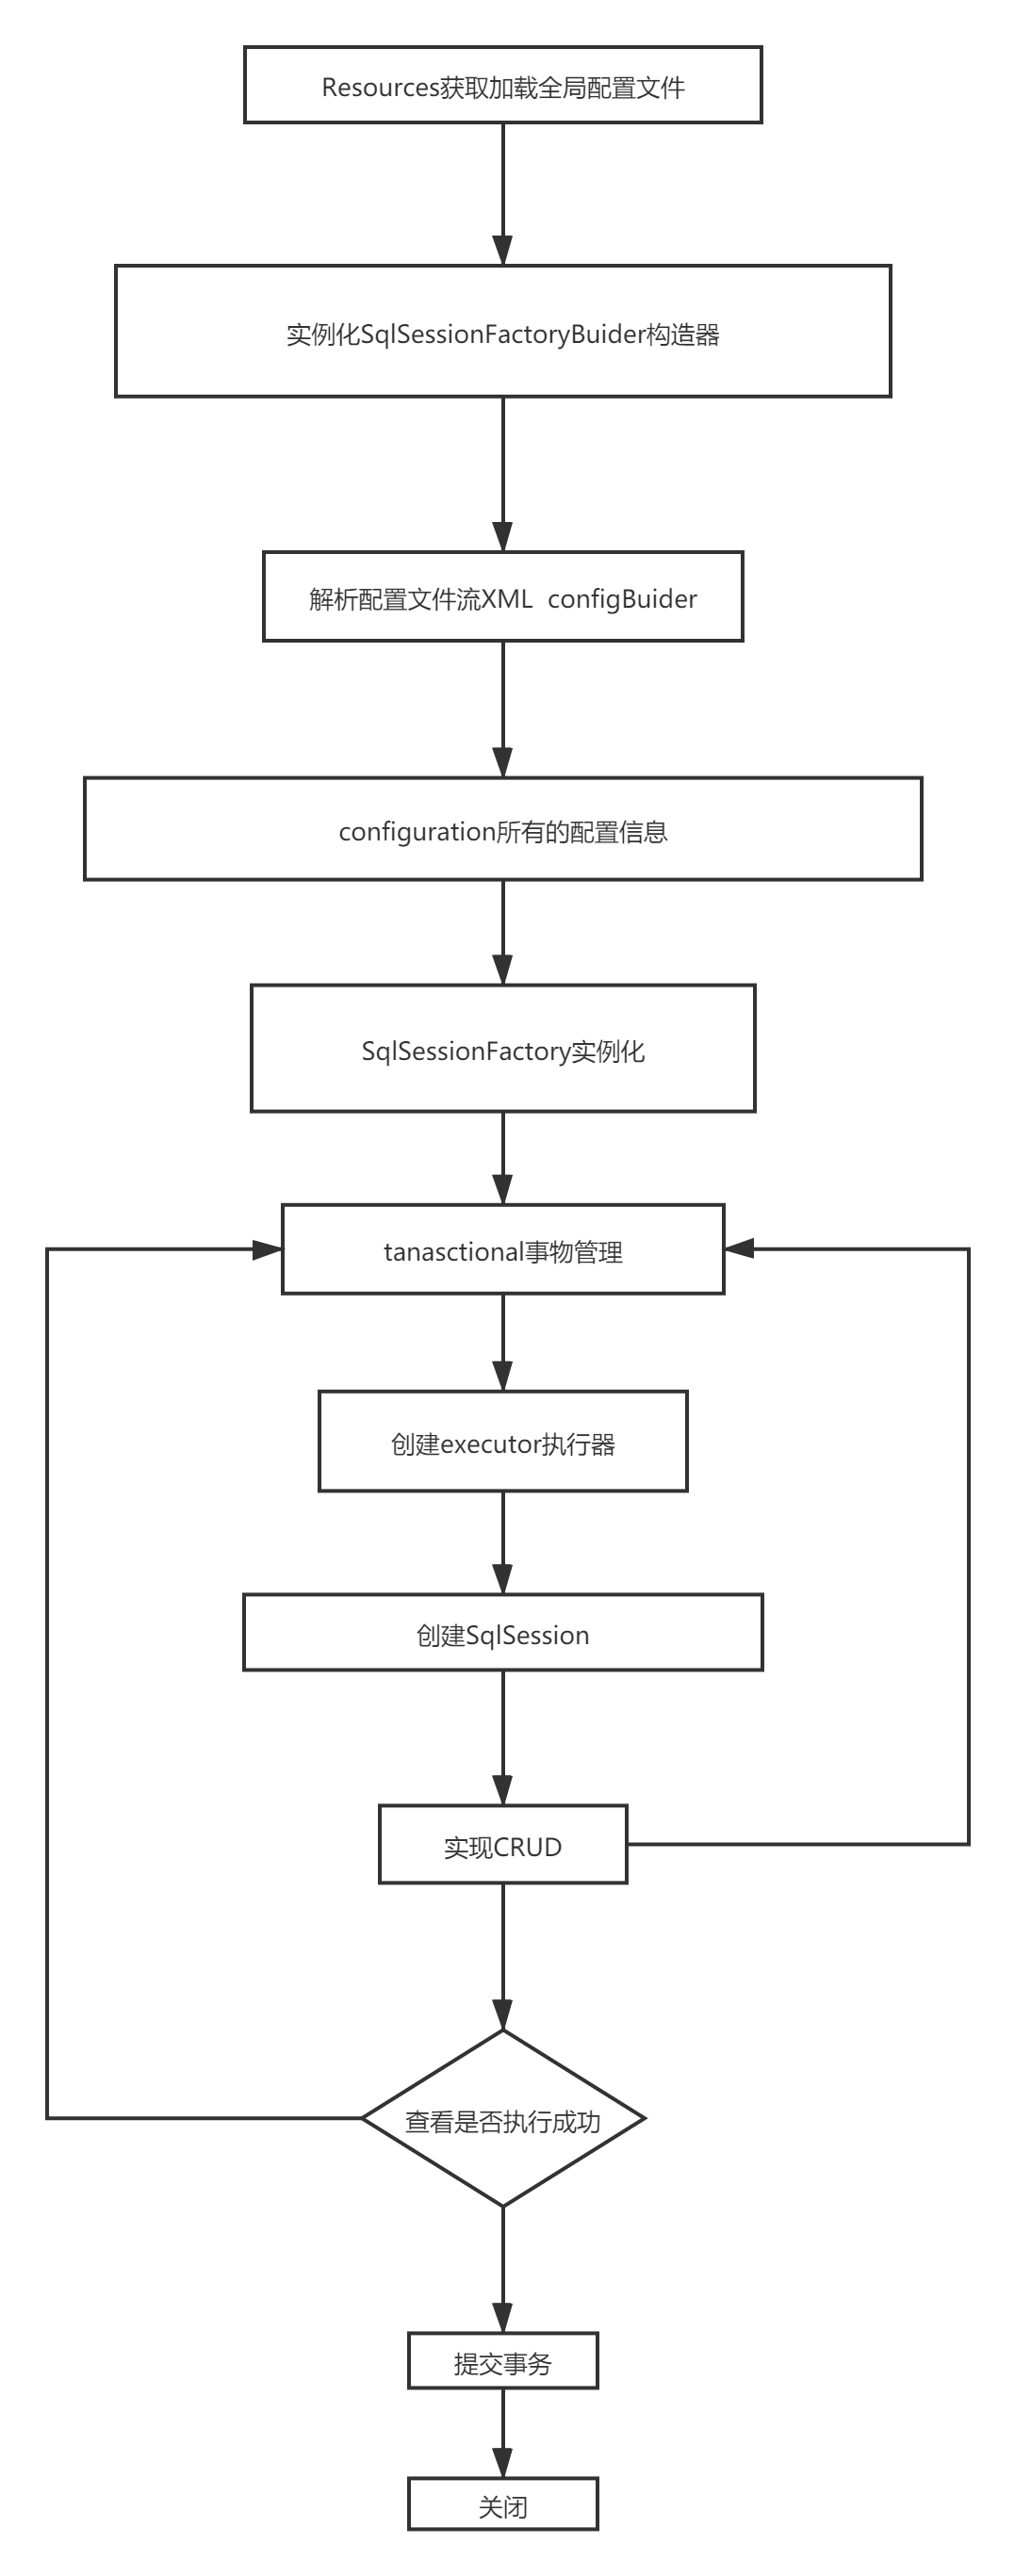 Resources获取加载全局配置文件
实例化SqlSessionFactoryBuider构造器
解析配置文件流XML  configBuider
configuration所有的配置信息
SqlSessionFactory实例化
tanasctional事物管理
创建executor执行器
创建SqlSession
实现CRUD
查看是否执行成功
提交事务
关闭